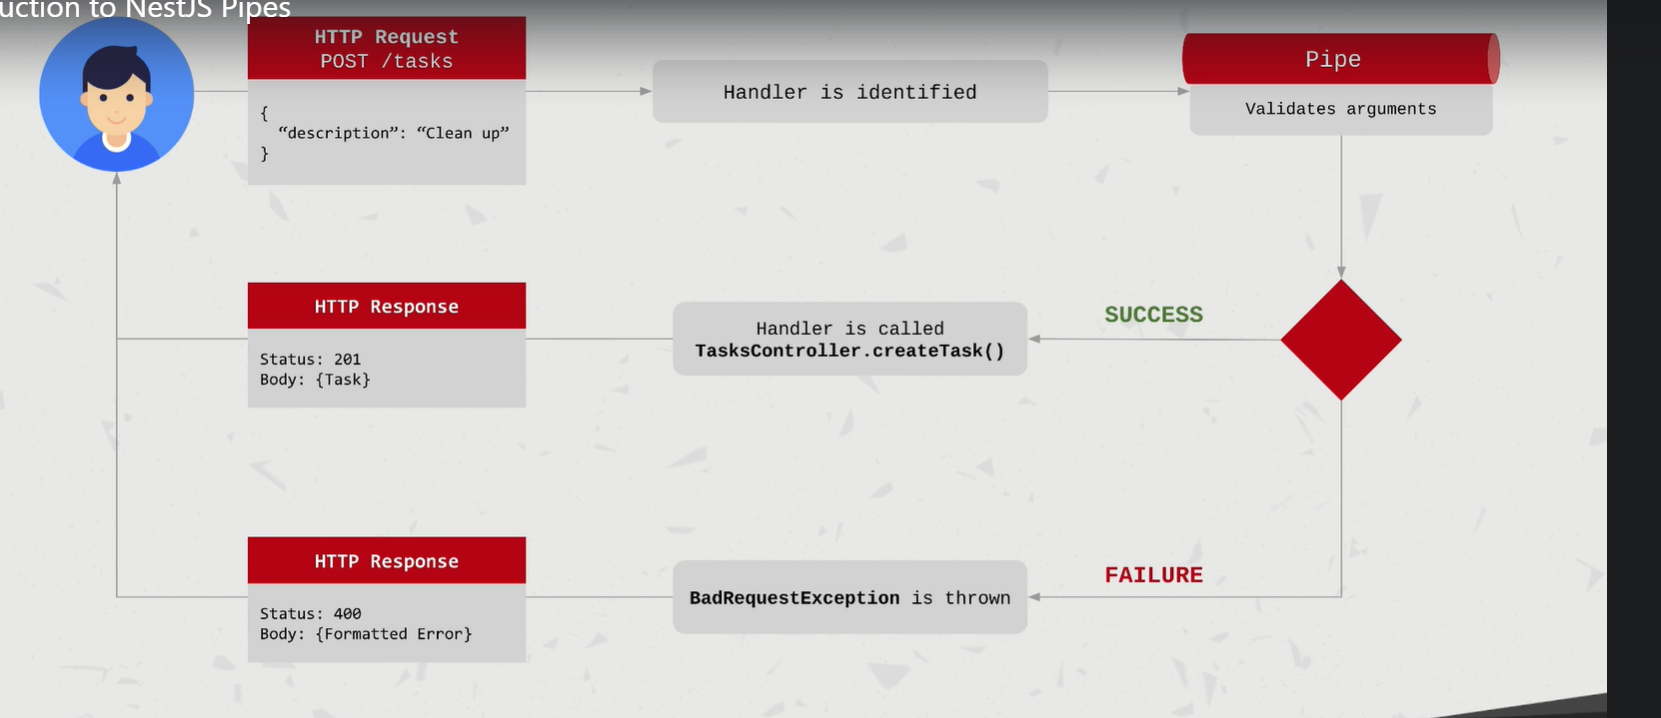 uction to NestJS Pipes
HTTP Request
POST /tasks
{
“description”: “Clean up”
}
Handler is identified
Pipe
Validates arguments
HTTP Response
Status: 201
Body: {Task}
Handler is called
TasksController.createTask()
SUCCESS
HTTP Response
Status: 400
Body: {Formatted Error}
BadRequestException is thrown
FAILURE